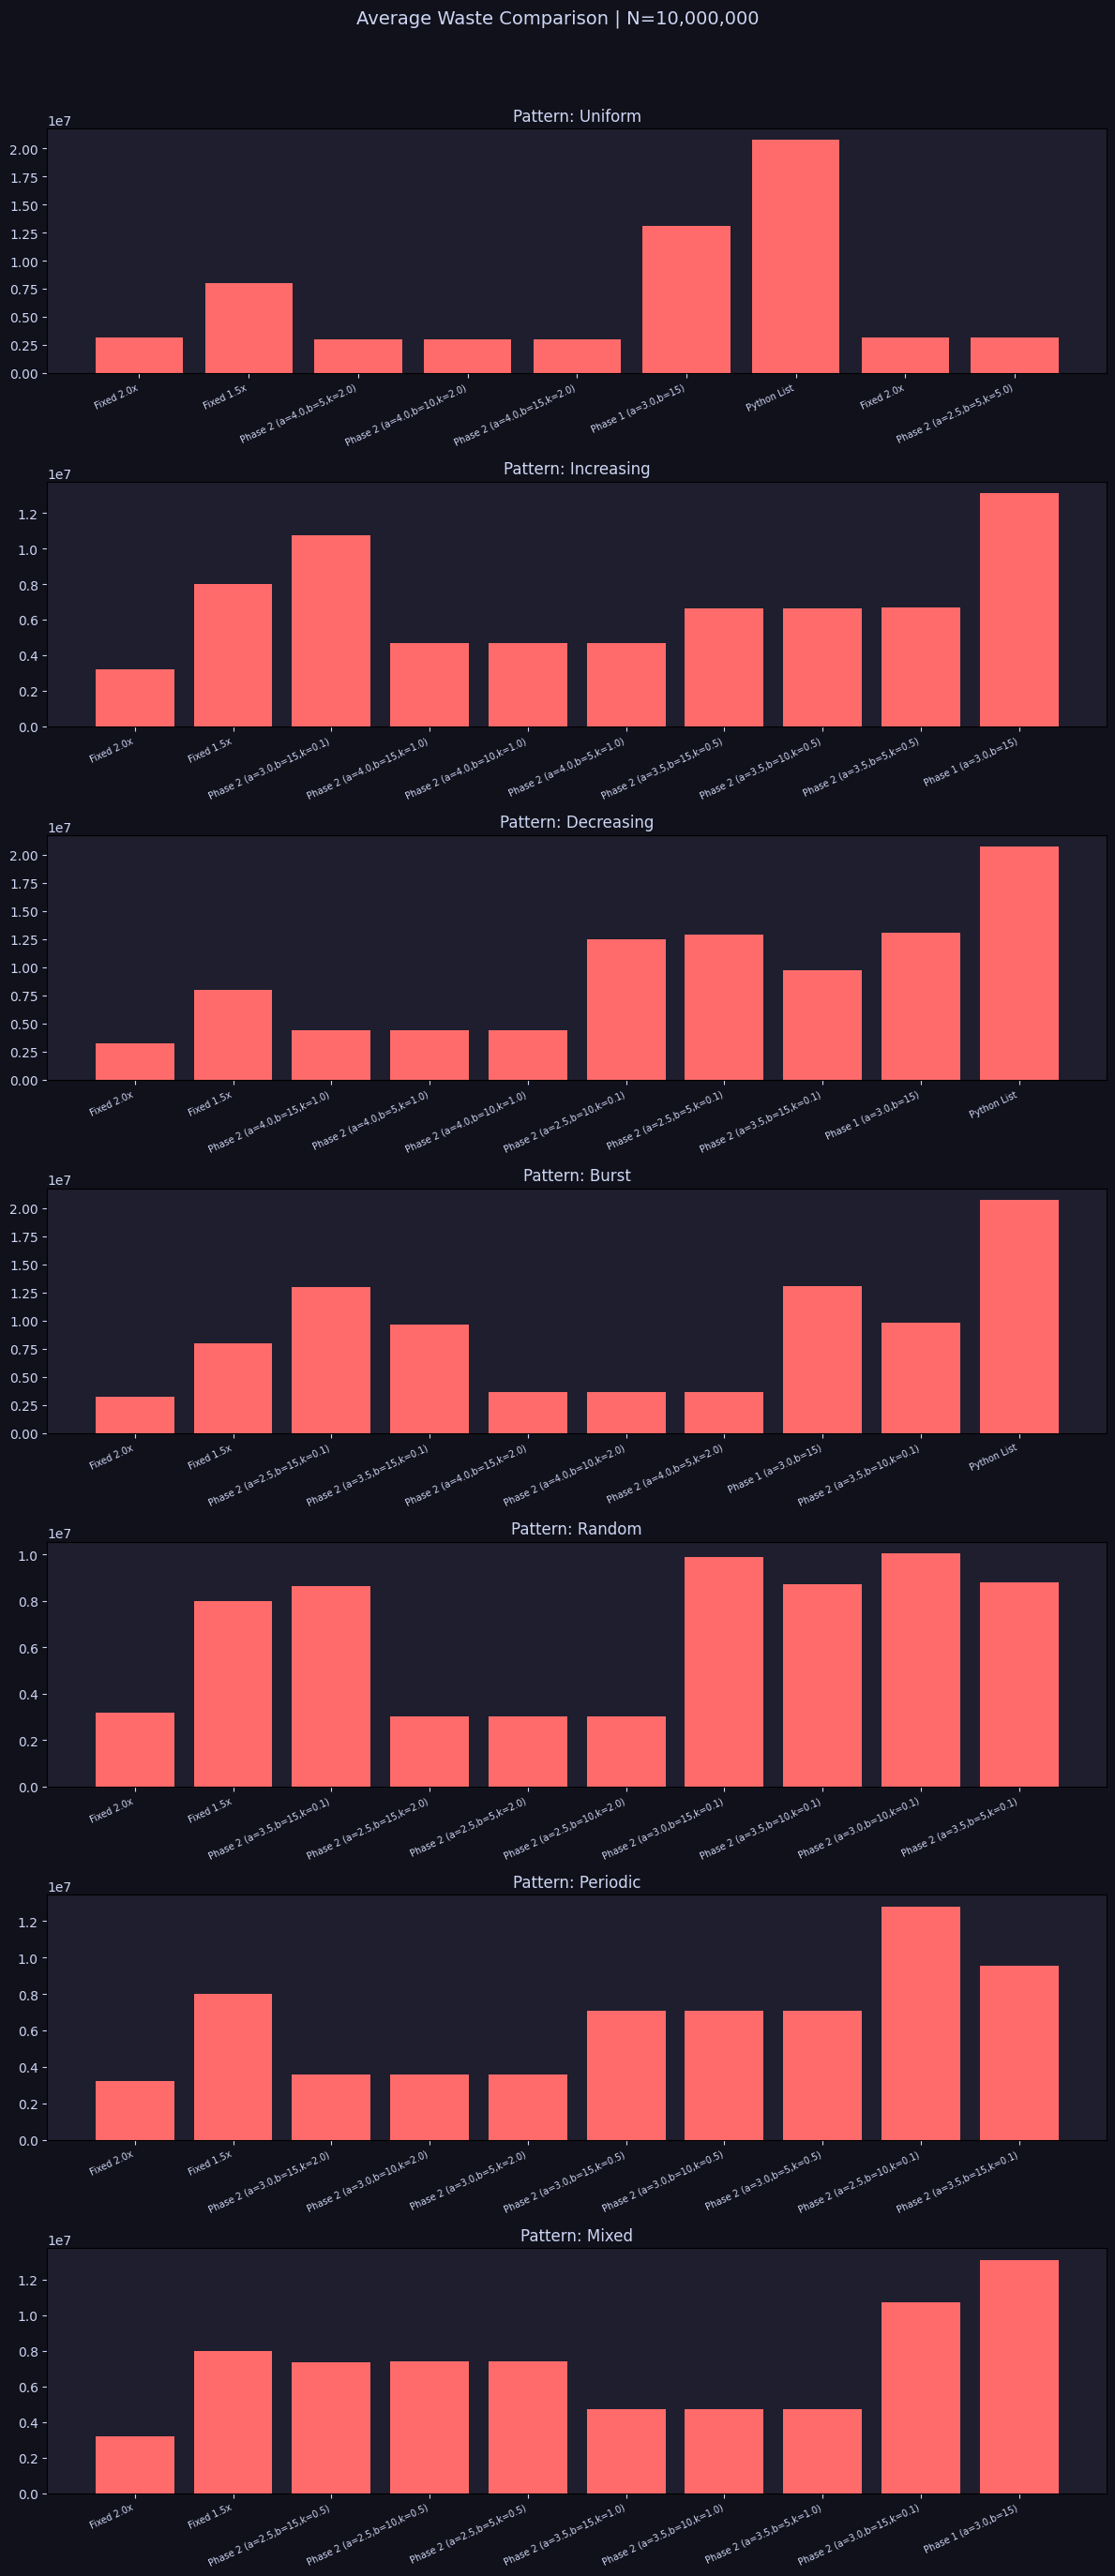 Average Waste Comparison | N=10,000,000
Pattern: Uniform
1e7
2.00
1.75
1.50
1.25
1.00
0.75
0.50
0.25
0.00
Fixed 2.0x
Fixed 1.5x
Phase 2 (a=4.0,b=5,k=2.0)
Phase 2 (a=4.0,b=10,k=2.0)
Phase 2 (a=4.0,b=15,k=2.0)
Phase 1 (a=3.0,b=15)
Python List
Fixed 2.0x
Phase 2 (a=2.5,b=5,k=5.0)
Pattern: Increasing
1e7
1.2
1.0
0.8
0.6
0.4
0.2
0.0
Fixed 2.0x
Fixed 1.5x
Phase 2 (a=3.0,b=15,k=0.1)
Phase 2 (a=4.0,b=15,k=1.0)
Phase 2 (a=4.0,b=10,k=1.0)
Phase 2 (a=4.0,b=5,k=1.0)
Phase 2 (a=3.5,b=15,k=0.5)
Phase 2 (a=3.5,b=10,k=0.5)
Phase 2 (a=3.5,b=5,k=0.5)
Phase 1 (a=3.0,b=15)
Pattern: Decreasing
1e7
2.00
1.75
1.50
1.25
1.00
0.75
0.50
0.25
0.00
Fixed 2.0x
Fixed 1.5x
Phase 2 (a=4.0,b=15,k=1.0)
Phase 2 (a=4.0,b=5,k=1.0)
Phase 2 (a=4.0,b=10,k=1.0)
Phase 2 (a=2.5,b=10,k=0.1)
Phase 2 (a=2.5,b=5,k=0.1)
Phase 2 (a=3.5,b=15,k=0.1)
Phase 1 (a=3.0,b=15)
Python List
Pattern: Burst
1e7
2.00
1.75
1.50
1.25
1.00
0.75
0.50
0.25
0.00
Fixed 2.0x
Fixed 1.5x
Phase 2 (a=2.5,b=15,k=0.1)
Phase 2 (a=3.5,b=15,k=0.1)
Phase 2 (a=4.0,b=15,k=2.0)
Phase 2 (a=4.0,b=10,k=2.0)
Phase 2 (a=4.0,b=5,k=2.0)
Phase 1 (a=3.0,b=15)
Phase 2 (a=3.5,b=10,k=0.1)
Python List
Pattern: Random
1e7
1.0
0.8
0.6
0.4
0.2
0.0
Fixed 2.0x
Fixed 1.5x
Phase 2 (a=3.5,b=15,k=0.1)
Phase 2 (a=2.5,b=15,k=2.0)
Phase 2 (a=2.5,b=5,k=2.0)
Phase 2 (a=2.5,b=10,k=2.0)
Phase 2 (a=3.0,b=15,k=0.1)
Phase 2 (a=3.5,b=10,k=0.1)
Phase 2 (a=3.0,b=10,k=0.1)
Phase 2 (a=3.5,b=5,k=0.1)
Pattern: Periodic
1e7
1.2
1.0
0.8
0.6
0.4
0.2
0.0
Fixed 2.0x
Fixed 1.5x
Phase 2 (a=3.0,b=15,k=2.0)
Phase 2 (a=3.0,b=10,k=2.0)
Phase 2 (a=3.0,b=5,k=2.0)
Phase 2 (a=3.0,b=15,k=0.5)
Phase 2 (a=3.0,b=10,k=0.5)
Phase 2 (a=3.0,b=5,k=0.5)
Phase 2 (a=2.5,b=10,k=0.1)
Phase 2 (a=3.5,b=15,k=0.1)
Pattern: Mixed
1e7
1.2
1.0
0.8
0.6
0.4
0.2
0.0
Fixed 2.0x
Fixed 1.5x
Phase 2 (a=2.5,b=15,k=0.5)
Phase 2 (a=2.5,b=10,k=0.5)
Phase 2 (a=2.5,b=5,k=0.5)
Phase 2 (a=3.5,b=15,k=1.0)
Phase 2 (a=3.5,b=10,k=1.0)
Phase 2 (a=3.5,b=5,k=1.0)
Phase 2 (a=3.0,b=15,k=0.1)
Phase 1 (a=3.0,b=15)